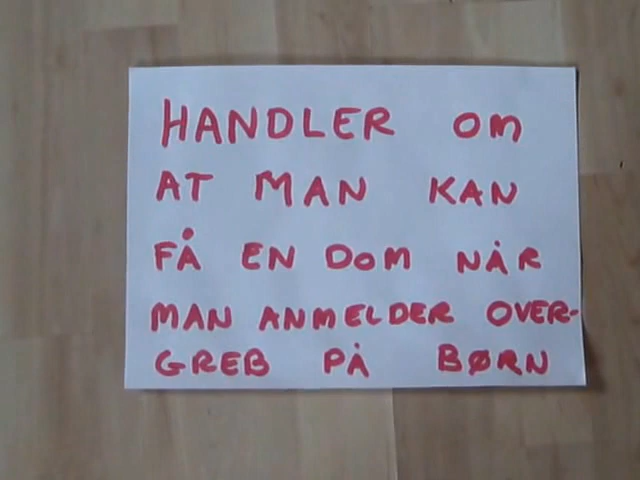 HANDLER OM
AT MAN KAN
FÅ EN DOM NÅR
MAN ANMELDER OVER-
GREB PÅ BØRN